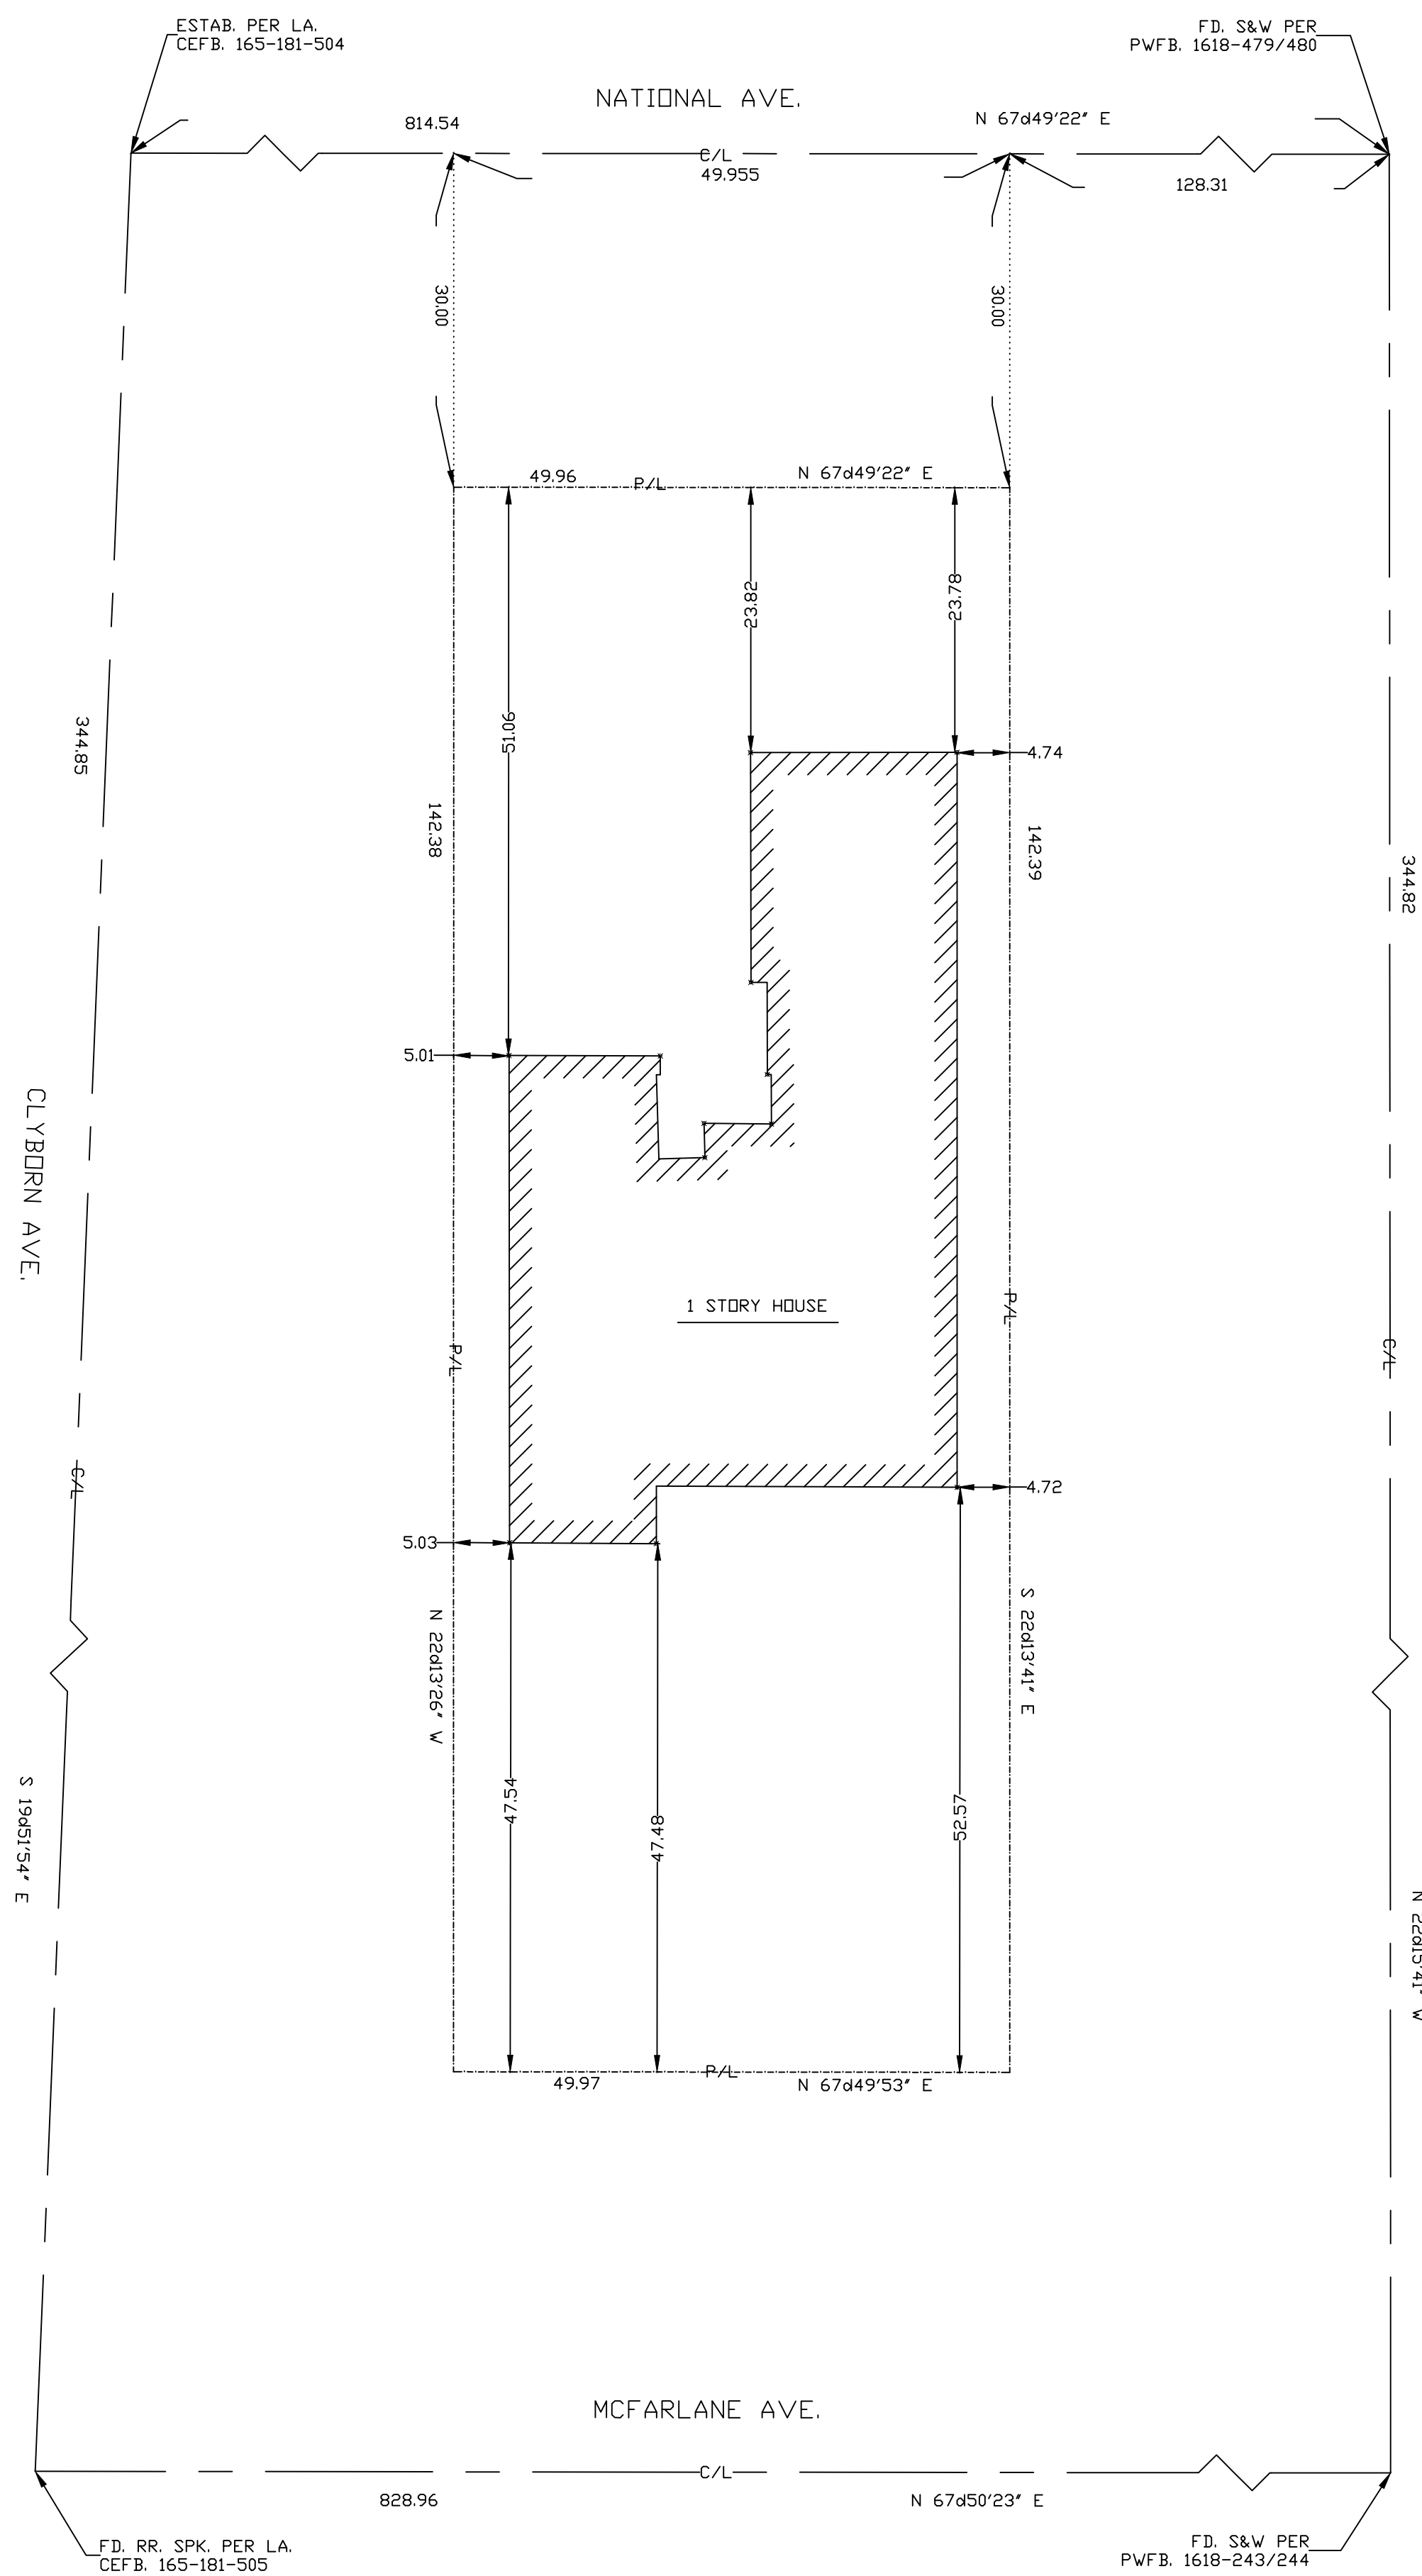 ESTAB. PER LA.
CEFB. 165-181-504
FD. S&W PER
PWFB. 1618-479/480
NATIONAL AVE.
814.54
N 67d49'22" E
C/L
49.955
128.31
30.00
30.00
49.96
P/L
N 67d49'22" E
23.82
23.78
51.06
344.85
142.38
4.74
142.39
344.82
5.01
CLYBORN AVE.
1 STORY HOUSE
P/L
P/L
C/L
C/L
4.72
5.03
N 22d13'26" W
S 22d13'41" E
47.54
47.48
52.57
S 19d51'54" E
N 22d15'41" W
49.97
P/L
N 67d49'53" E
MCFARLANE AVE.
C/L
828.96
N 67d50'23" E
FD. RR. SPK. PER LA.
CEFB. 165-181-505
FD. S&W PER
PWFB. 1618-243/244